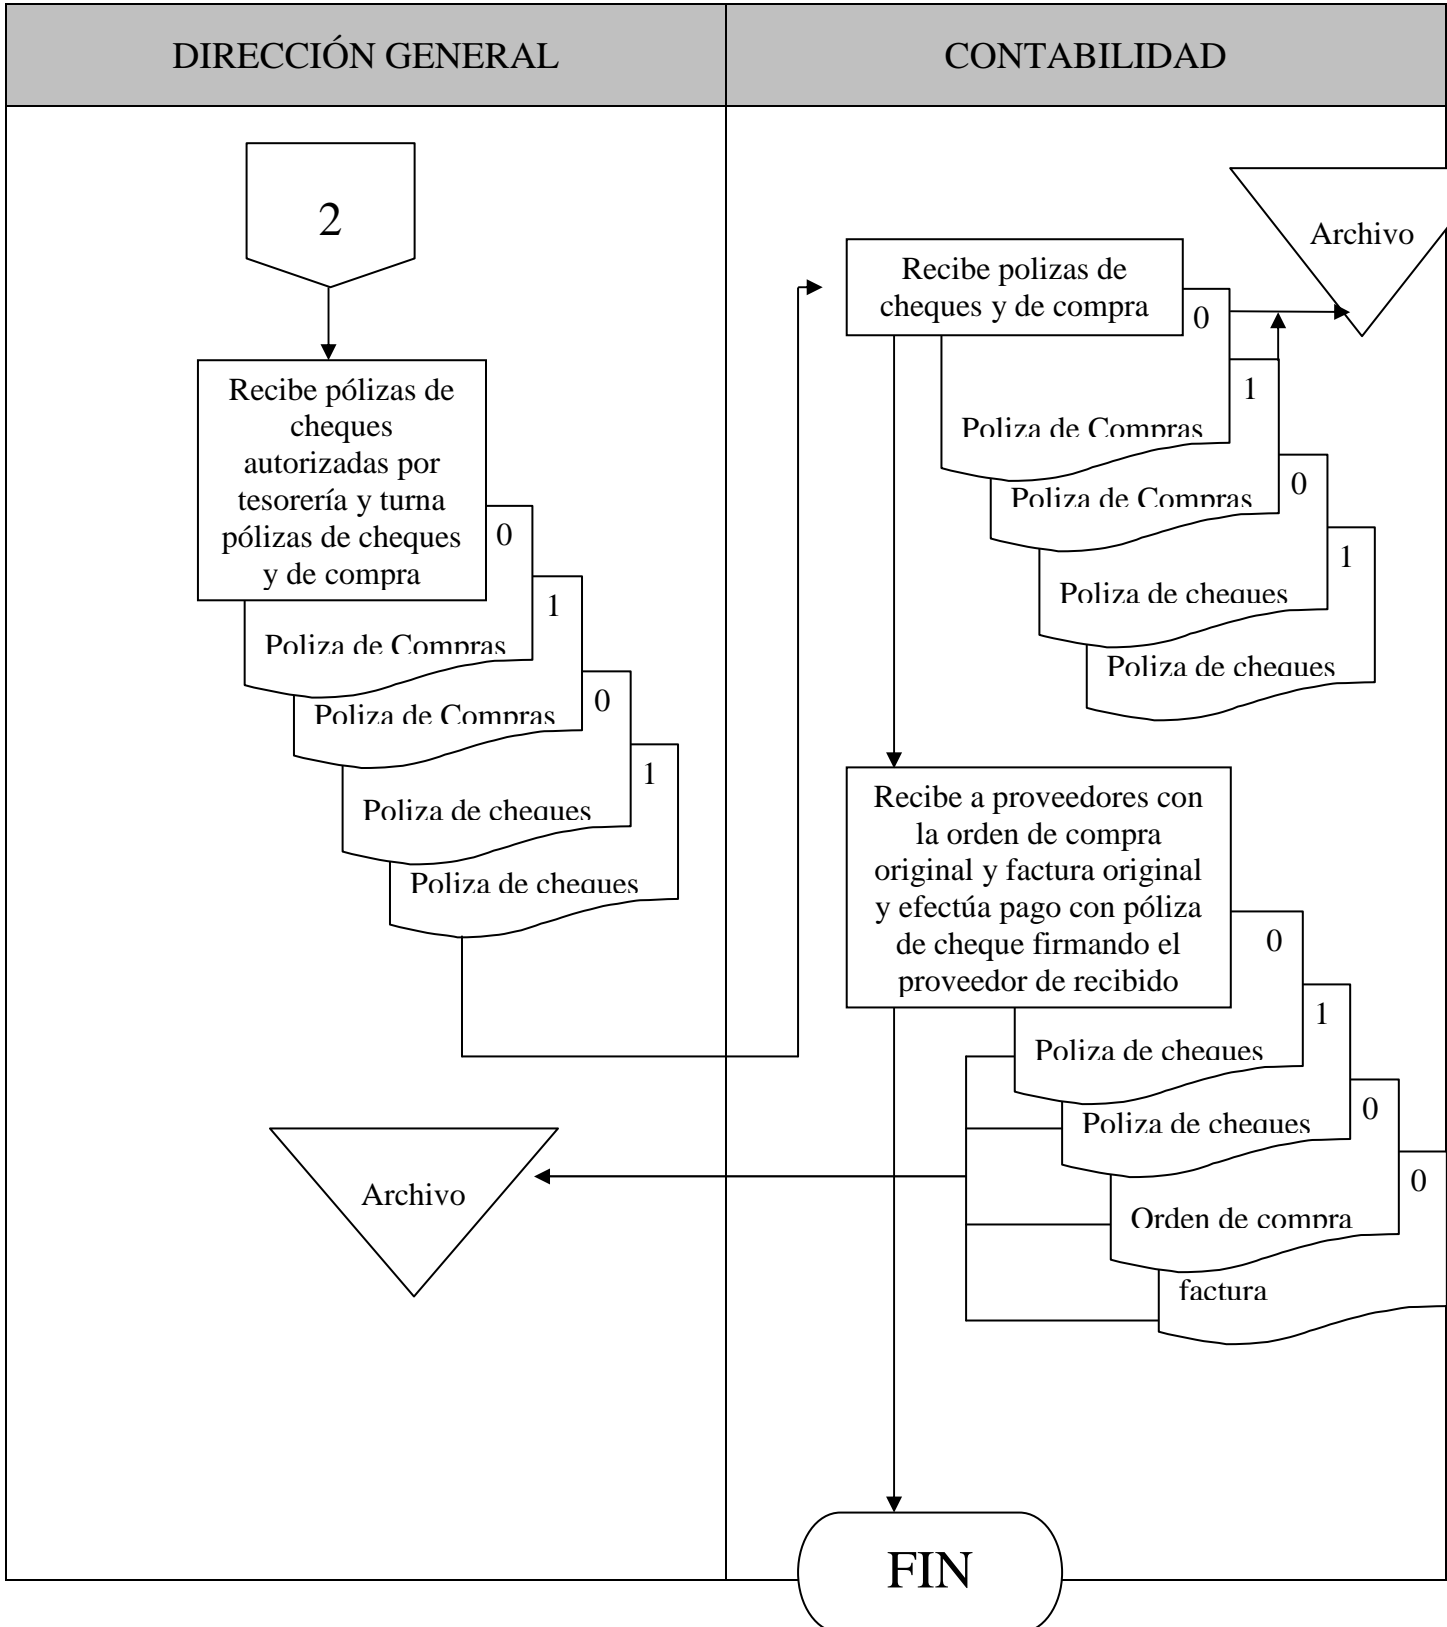 DIRECCIÓN GENERAL
CONTABILIDAD
2
Recibe pólizas de
cheques
autorizadas por
tesorería y turna
pólizas de cheques
y de compra
0
Poliza de Compras
1
Poliza de Compras
0
Poliza de cheques
1
Poliza de cheques
Archivo
Archivo
Recibe polizas de
cheques y de compra
0
Poliza de Compras
1
Poliza de Compras
0
Poliza de cheques
1
Poliza de cheques
Recibe a proveedores con
la orden de compra
original y factura original
y efectúa pago con póliza
de cheque firmando el
proveedor de recibido
0
Poliza de cheques
1
Poliza de cheques
0
Orden de compra
0
factura
FIN